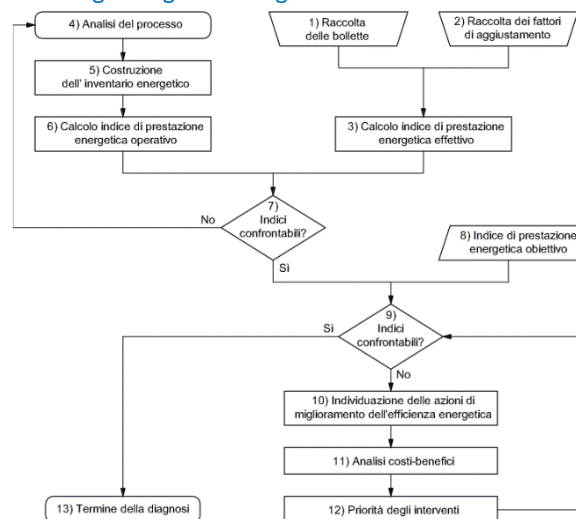 4) Analisi del processo
1) Raccolta
delle bollette
2) Raccolta dei fattori
di aggiustamento
5) Costruzione
dell' inventario energetico
6) Calcolo indice di prestazione
energetica operativo
3) Calcolo indice di prestazione
energetica effettivo
7)
Indici
confrontabili?
No
Sì
8) Indice di prestazione
energetica obiettivo
9)
Indici
confrontabili?
Sì
No
10) Individuazione delle azioni di
miglioramento dell'efficienza energetica
11) Analisi costi-benefici
12) Priorità degli interventi
13) Termine della diagnosi